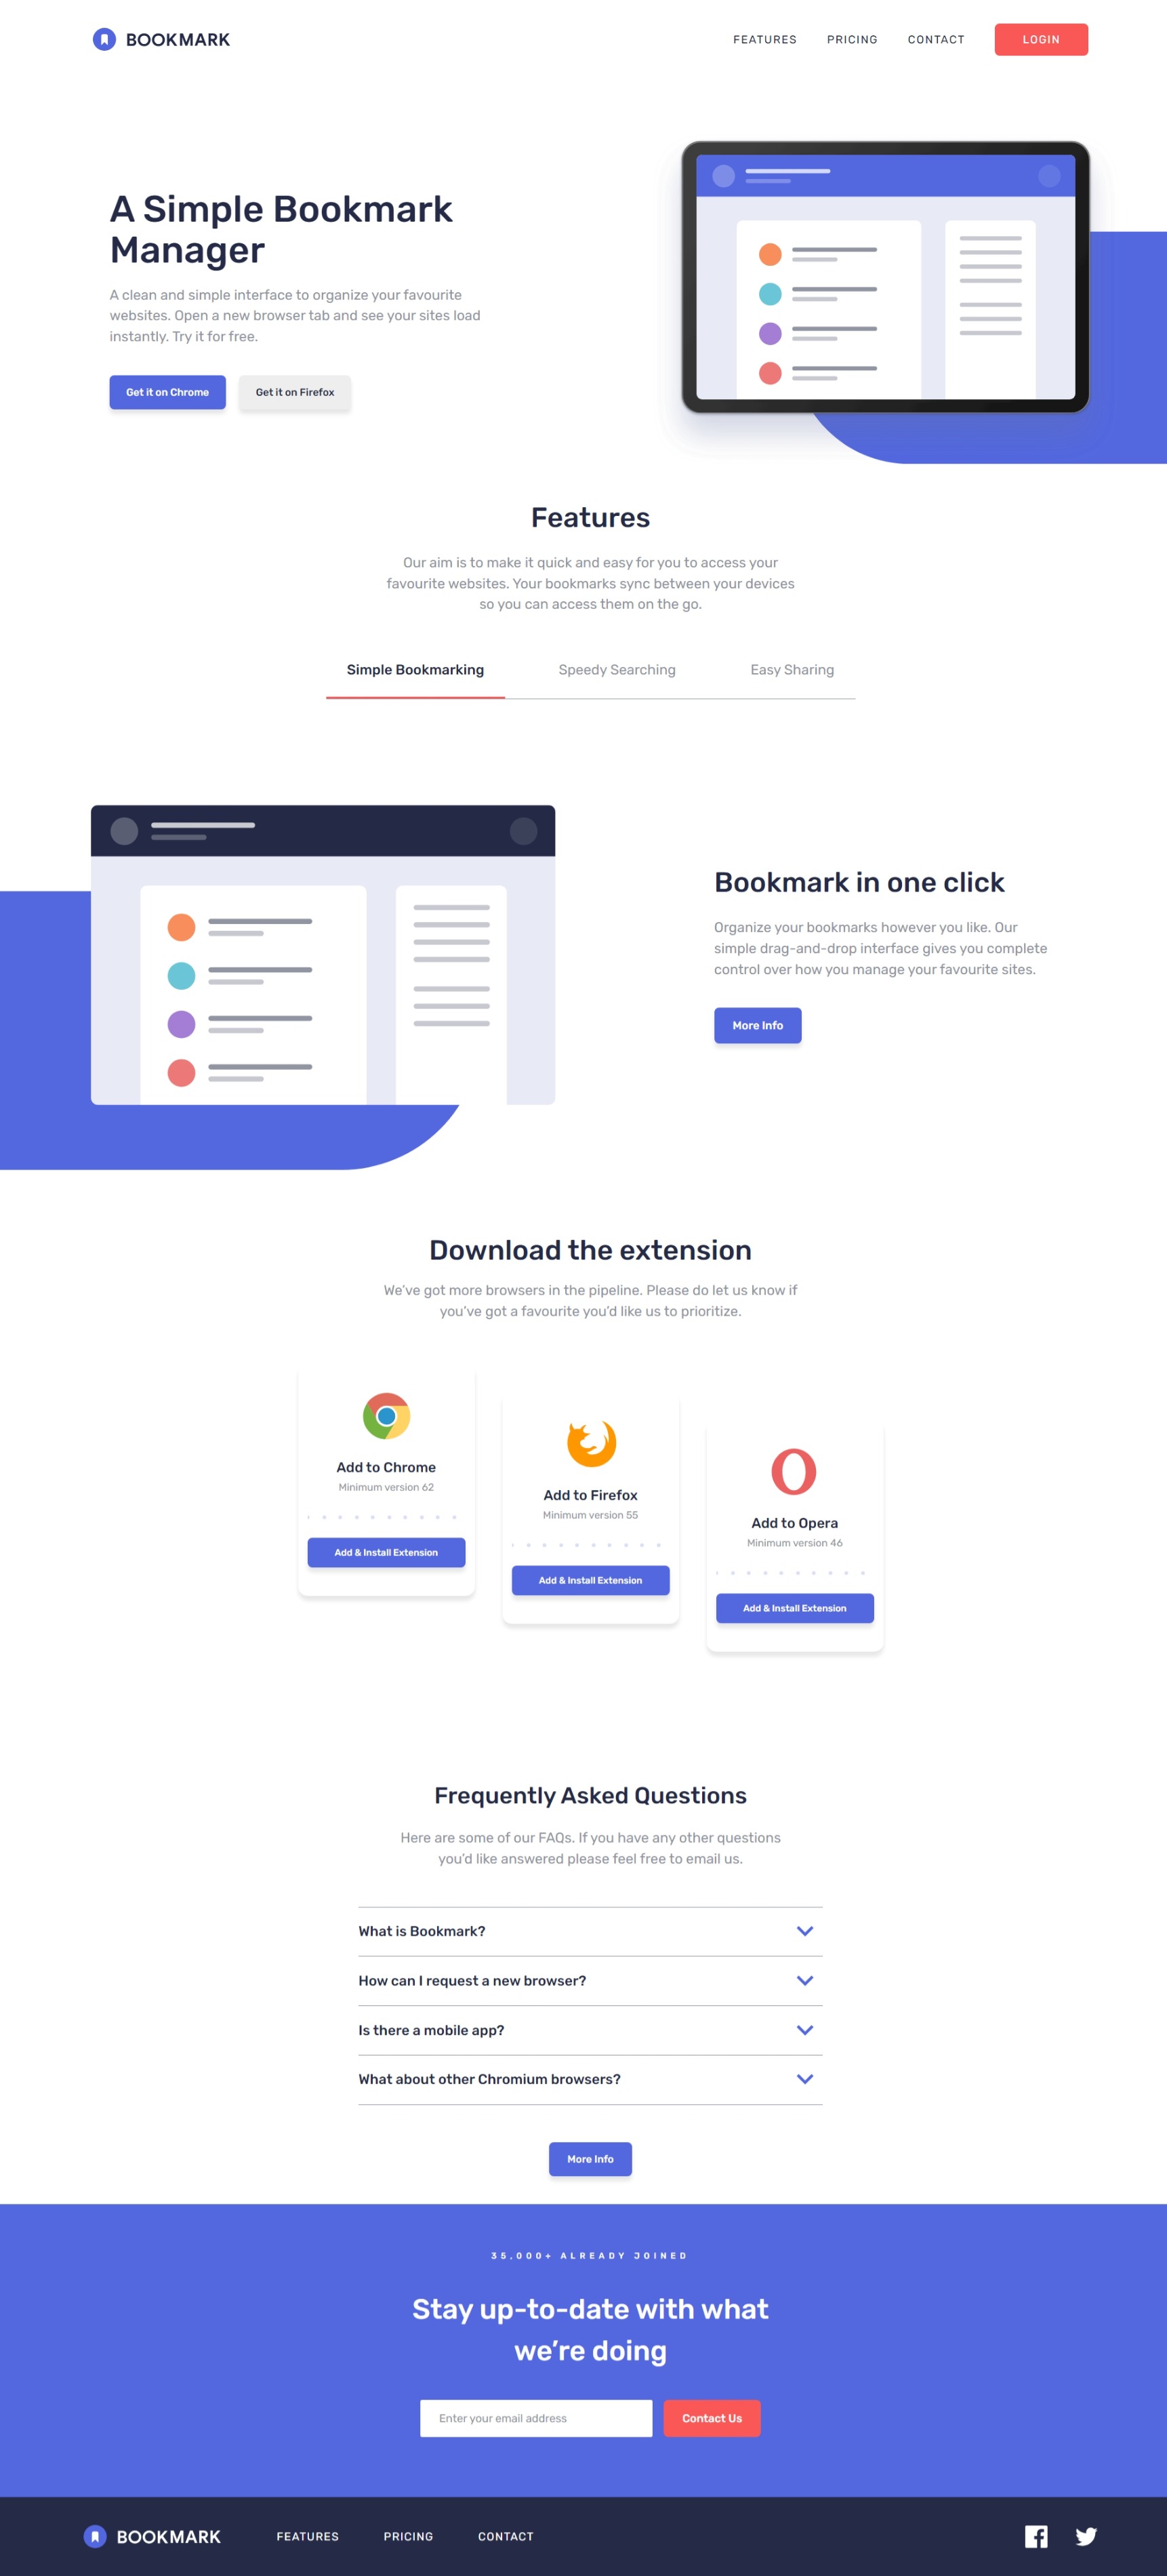 BOOKMARK
FEATURES PRICING CONTACT LOGIN
A Simple Bookmark
Manager
A clean and simple interface to organize your favourite
websites. Open a new browser tab and see your sites load
instantly. Try it for free.
Get it on Chrome Get it on Firefox
Features
Our aim is to make it quick and easy for you to access your
favourite websites. Your bookmarks sync between your devices
so you can access them on the go.
Simple Bookmarking Speedy Searching Easy Sharing
Bookmark in one click
Organize your bookmarks however you like. Our
simple drag-and-drop interface gives you complete
control over how you manage your favourite sites.
More Info
Download the extension
We’ve got more browsers in the pipeline. Please do let us know if
you’ve got a favourite you’d like us to prioritize.
Add to Chrome
Minimum version 62
Add & Install Extension
Add to Firefox
Minimum version 55
Add & Install Extension
Add to Opera
Minimum version 46
Add & Install Extension
Frequently Asked Questions
Here are some of our FAQs. If you have any other questions
you’d like answered please feel free to email us.
What is Bookmark?
How can I request a new browser?
Is there a mobile app?
What about other Chromium browsers?
More Info
35,000+ ALREADY JOINED
Stay up-to-date with what
we’re doing
Enter your email address Contact Us
BOOKMARK FEATURES PRICING CONTACT